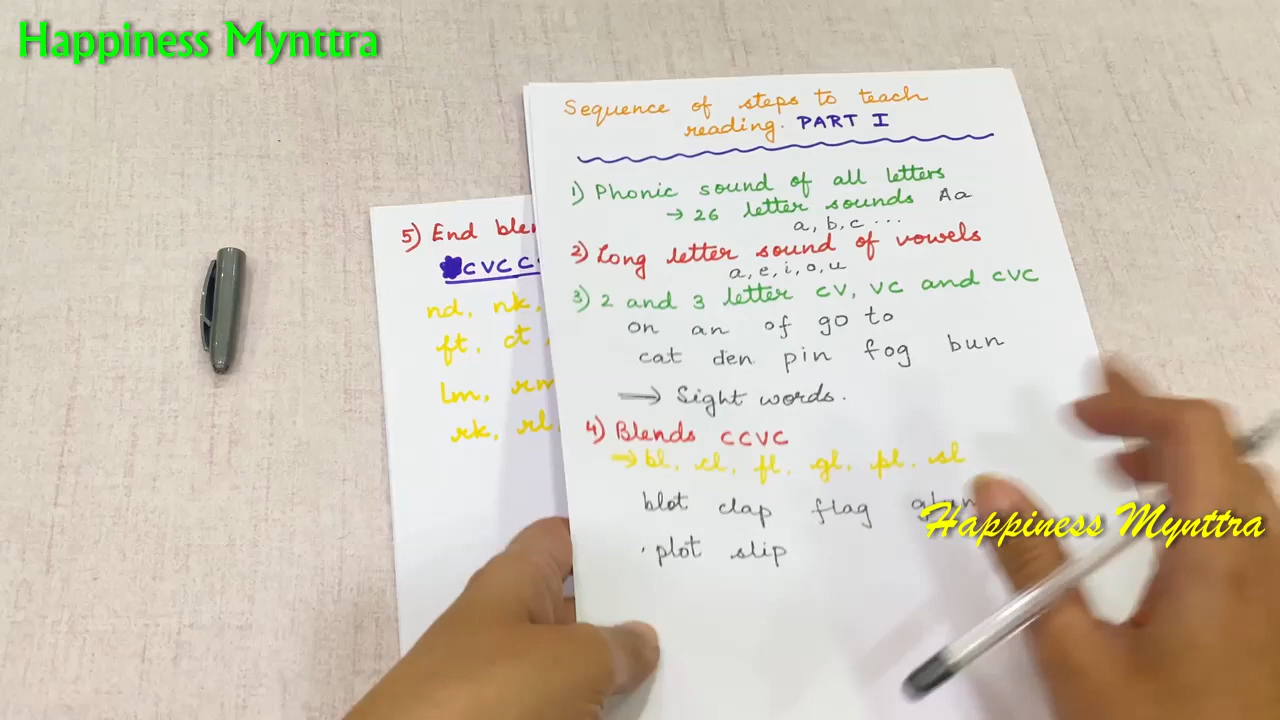 Happiness Mynttra
Sequence of steps to teach
reading. PART I
1) Phonic sound of all letters
→ 26 letter sounds Aa
a, b, c ...
2) Long letter sound of vowels
a, e, i, o, u
3) 2 and 3 letter CV, VC and CVC
on an of go to
cat den pin fog bun
→ Sight words.
4) Blends CCVC
→ bl, cl, fl, gl, pl, sl
blot clap flag
plot slip
Happiness Mynttra
5) End
CVCC
nd, nk,
ft, ct,
lm,
rk, rl,